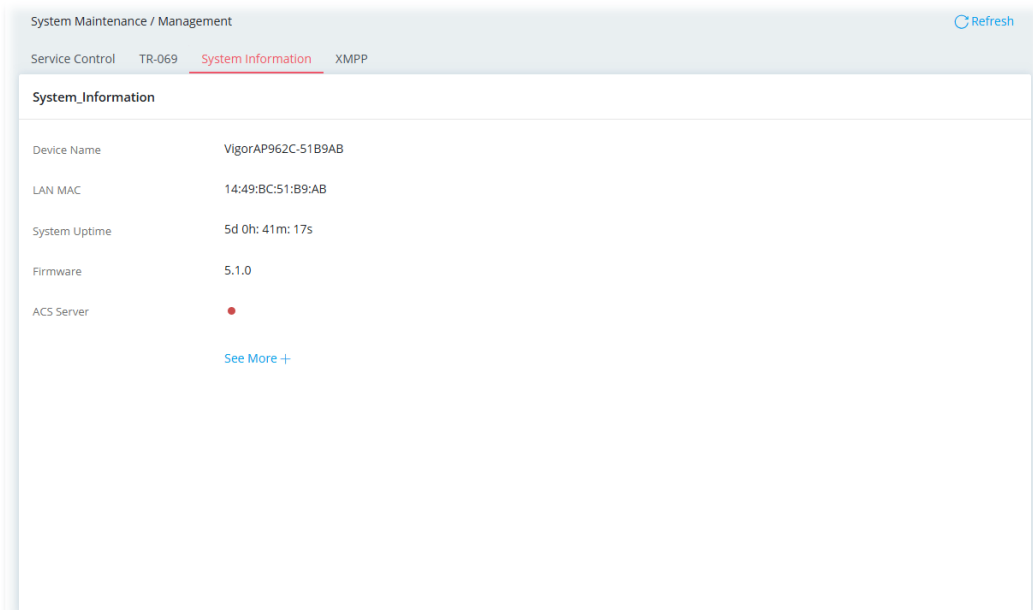 System Maintenance / Management
Refresh
Service Control TR-069 System Information XMPP
System_Information
Device Name VigorAP962C-51B9AB
LAN MAC 14:49:BC:51:B9:AB
System Uptime 5d 0h: 41m: 17s
Firmware 5.1.0
ACS Server
See More +